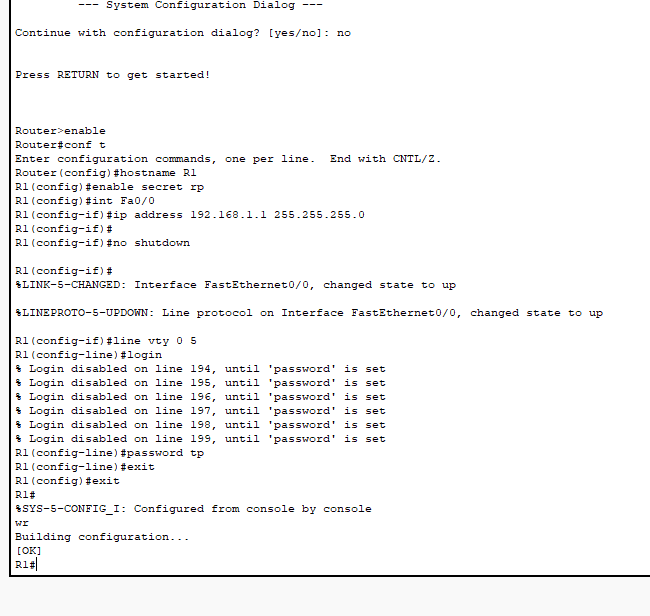 --- System Configuration Dialog ---
Continue with configuration dialog? [yes/no]: no
Press RETURN to get started!
Router>enable
Router#conf t
Enter configuration commands, one per line.  End with CNTL/Z.
Router(config)#hostname R1
R1(config)#enable secret rp
R1(config)#int Fa0/0
R1(config-if)#ip address 192.168.1.1 255.255.255.0
R1(config-if)#
R1(config-if)#no shutdown
R1(config-if)#
%LINK-5-CHANGED: Interface FastEthernet0/0, changed state to up
%LINEPROTO-5-UPDOWN: Line protocol on Interface FastEthernet0/0, changed state to up
R1(config-if)#line vty 0 5
R1(config-line)#login
% Login disabled on line 194, until 'password' is set
% Login disabled on line 195, until 'password' is set
% Login disabled on line 196, until 'password' is set
% Login disabled on line 197, until 'password' is set
% Login disabled on line 198, until 'password' is set
% Login disabled on line 199, until 'password' is set
R1(config-line)#password tp
R1(config-line)#exit
R1(config)#exit
R1#
%SYS-5-CONFIG_I: Configured from console by console
wr
Building configuration...
[OK]
R1#